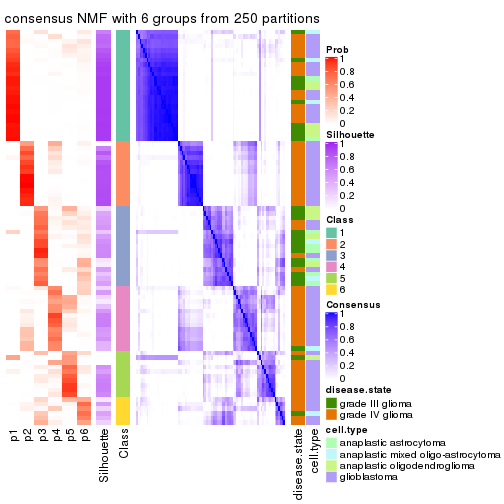 consensus NMF with 6 groups from 250 partitions
Prob
1
0.8
0.6
0.4
0.2
0
Silhouette
1
0.8
0.6
0.4
0.2
0
Class
1
2
3
4
5
6
Consensus
1
0.8
0.6
0.4
0.2
0
disease.state
grade III glioma
grade IV glioma
cell.type
anaplastic astrocytoma
anaplastic mixed oligo-astrocytoma
anaplastic oligodendroglioma
glioblastoma
p1
p2
p3
p4
p5
p6
Silhouette
Class
disease.state
cell.type